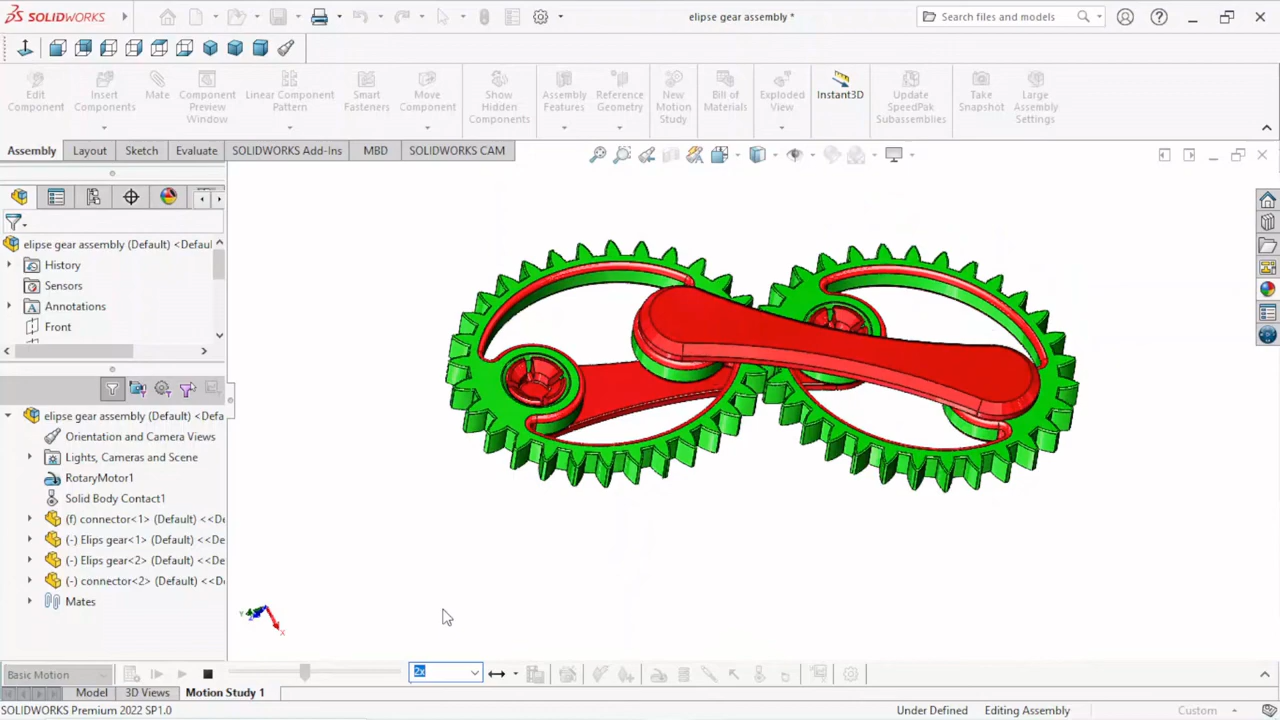 SOLIDWORKS
elipse gear assembly *
Search files and models
Edit Component
Insert Components
Mate
Component Preview Window
Linear Component Pattern
Smart Fasteners
Move Component
Show Hidden Components
Assembly Features
Reference Geometry
New Motion Study
Bill of Materials
Exploded View
Instant3D
Update SpeedPak Subassemblies
Take Snapshot
Large Assembly Settings
Assembly
Layout
Sketch
Evaluate
SOLIDWORKS Add-Ins
MBD
SOLIDWORKS CAM
elipse gear assembly (Default) <Defaul
History
Sensors
Annotations
Front
elipse gear assembly (Default) <Defa
Orientation and Camera Views
Lights, Cameras and Scene
RotaryMotor1
Solid Body Contact1
(f) connector<1> (Default) <<De
(-) Elips gear<1> (Default) <<De
(-) Elips gear<2> (Default) <<De
(-) connector<2> (Default) <<D
Mates
Y
Z
X
Basic Motion
2x
Model
3D Views
Motion Study 1
SOLIDWORKS Premium 2022 SP1.0
Under Defined
Editing Assembly
Custom